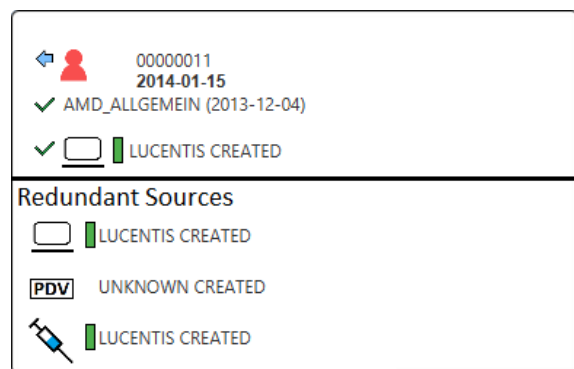 00000011
2014-01-15
AMD_ALLGEMEIN (2013-12-04)
LUCENTIS CREATED
Redundant Sources
LUCENTIS CREATED
PDV UNKNOWN CREATED
LUCENTIS CREATED